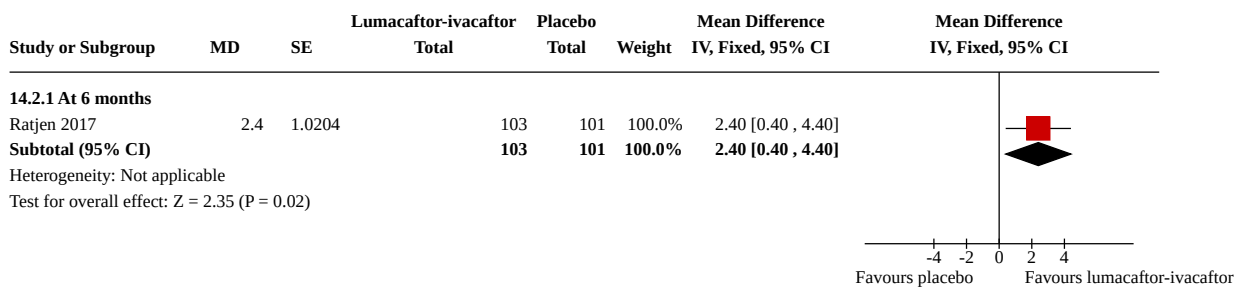 Lumacaftor-ivacaftor Placebo Mean Difference Mean Difference
Study or Subgroup MD SE Total Total Weight IV, Fixed, 95% CI IV, Fixed, 95% CI
14.2.1 At 6 months
Ratjen 2017 2.4 1.0204 103 101 100.0% 2.40 [0.40 , 4.40]
Subtotal (95% CI) 103 101 100.0% 2.40 [0.40 , 4.40]
Heterogeneity: Not applicable
Test for overall effect: Z = 2.35 (P = 0.02)
-4 -2 0 2 4
Favours placebo Favours lumacaftor-ivacaftor